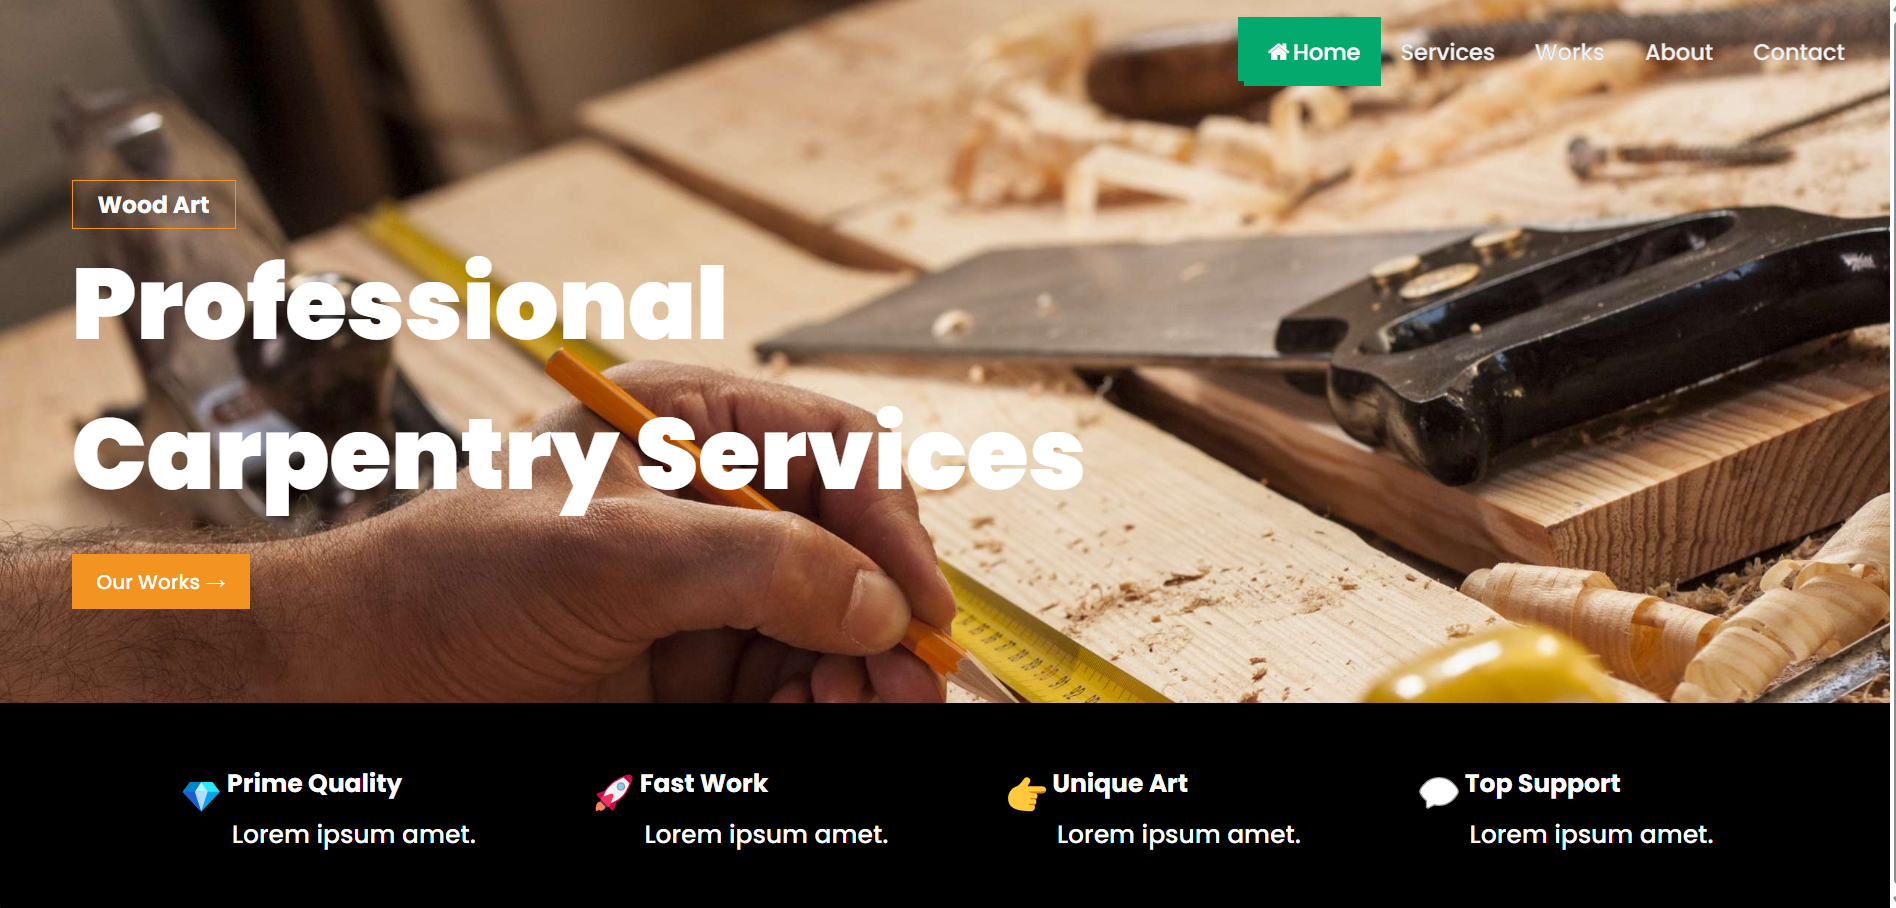 Home Services Works About Contact
Wood Art
Professional
Carpentry Services
Our Works →
Prime Quality
Lorem ipsum amet.
Fast Work
Lorem ipsum amet.
Unique Art
Lorem ipsum amet.
Top Support
Lorem ipsum amet.